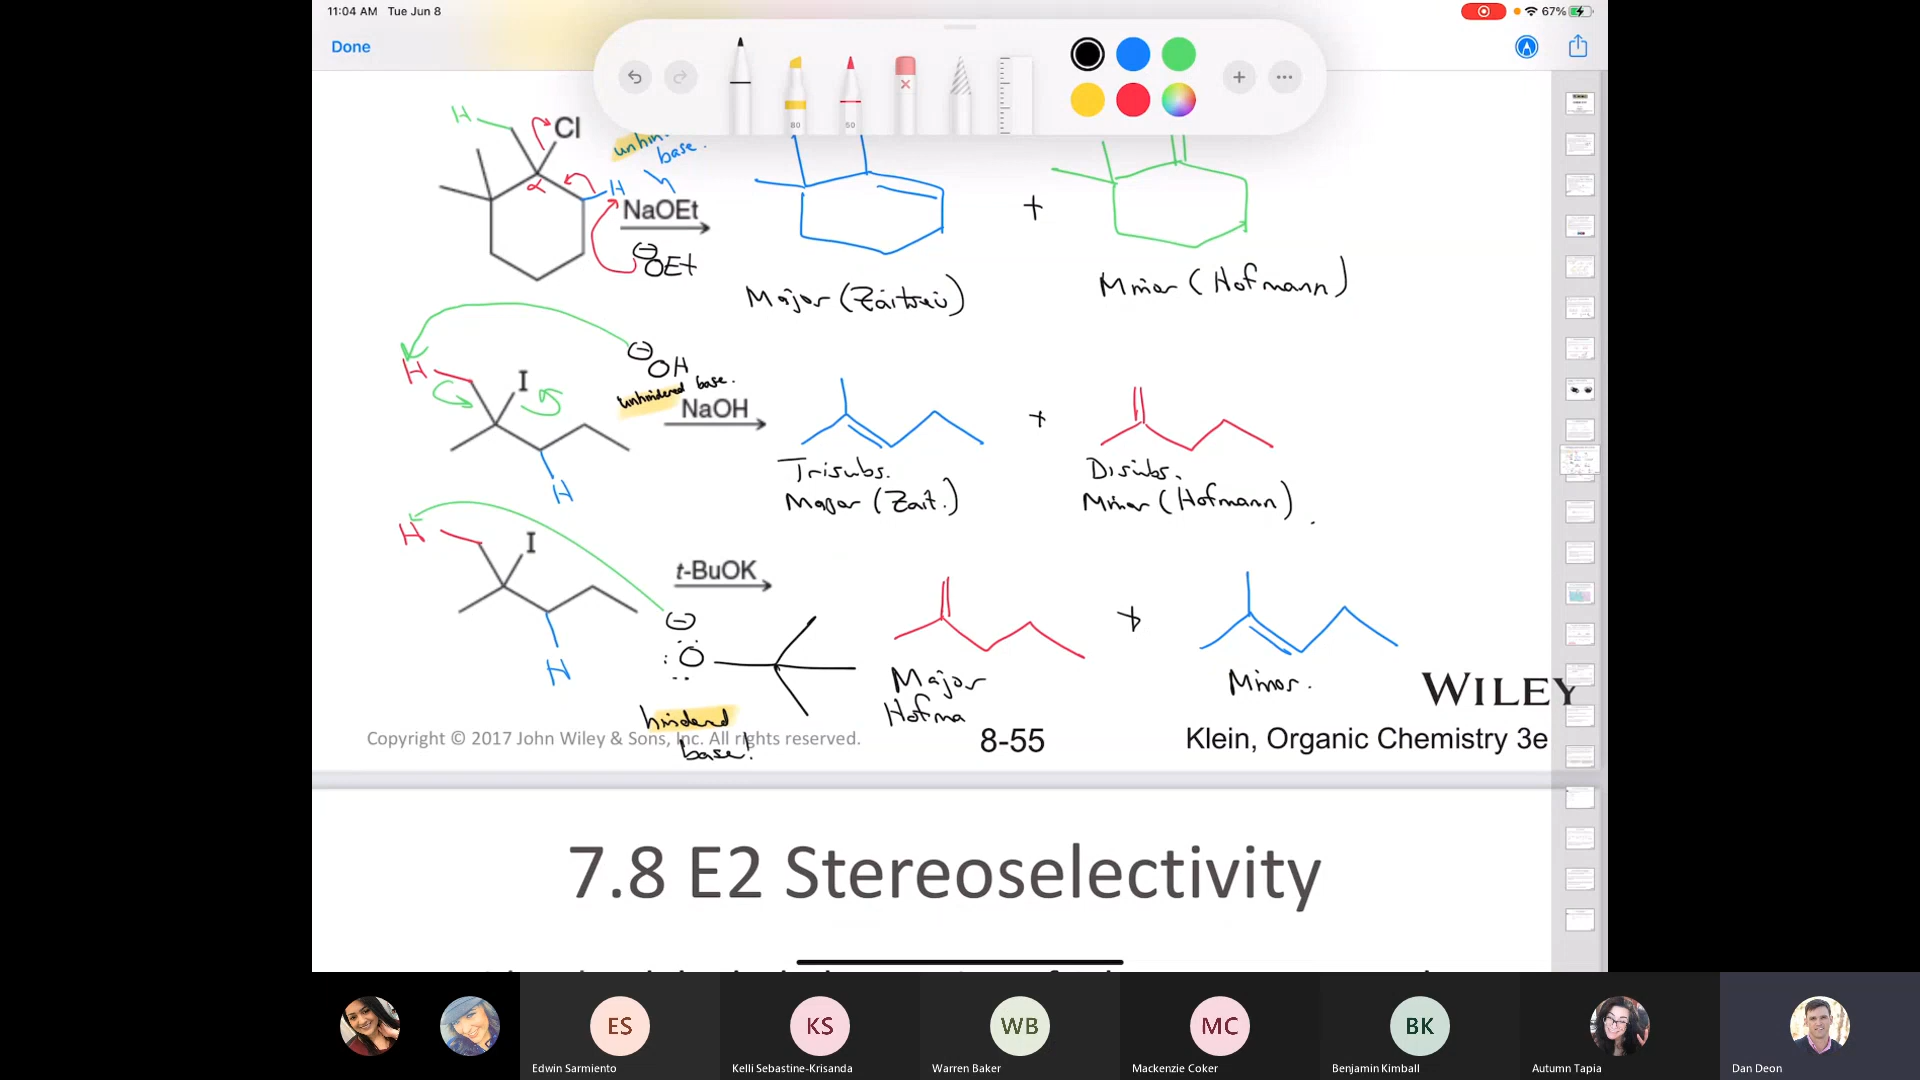 11:04 AM Tue Jun 8
67%
Done
80
50
H
Cl
base.
α
H
NaOEt
⊖OEt
+
Major (Zaitsev)
Minor (Hofmann)
⊖OH
H
I
unhindered base.
NaOH
+
Trisubs.
Major (Zait.)
Disubs.
Minor (Hofmann)
H
H
I
t-BuOK
⊖
:O
+
H
Major
Hofma
Minor.
WILEY
hindered
base!
Copyright © 2017 John Wiley & Sons, Inc. All rights reserved.
8-55
Klein, Organic Chemistry 3e
7.8 E2 Stereoselectivity
ES
KS
WB
MC
BK
Edwin Sarmiento
Kelli Sebastine-Krisanda
Warren Baker
Mackenzie Coker
Benjamin Kimball
Autumn Tapia
Dan Deon